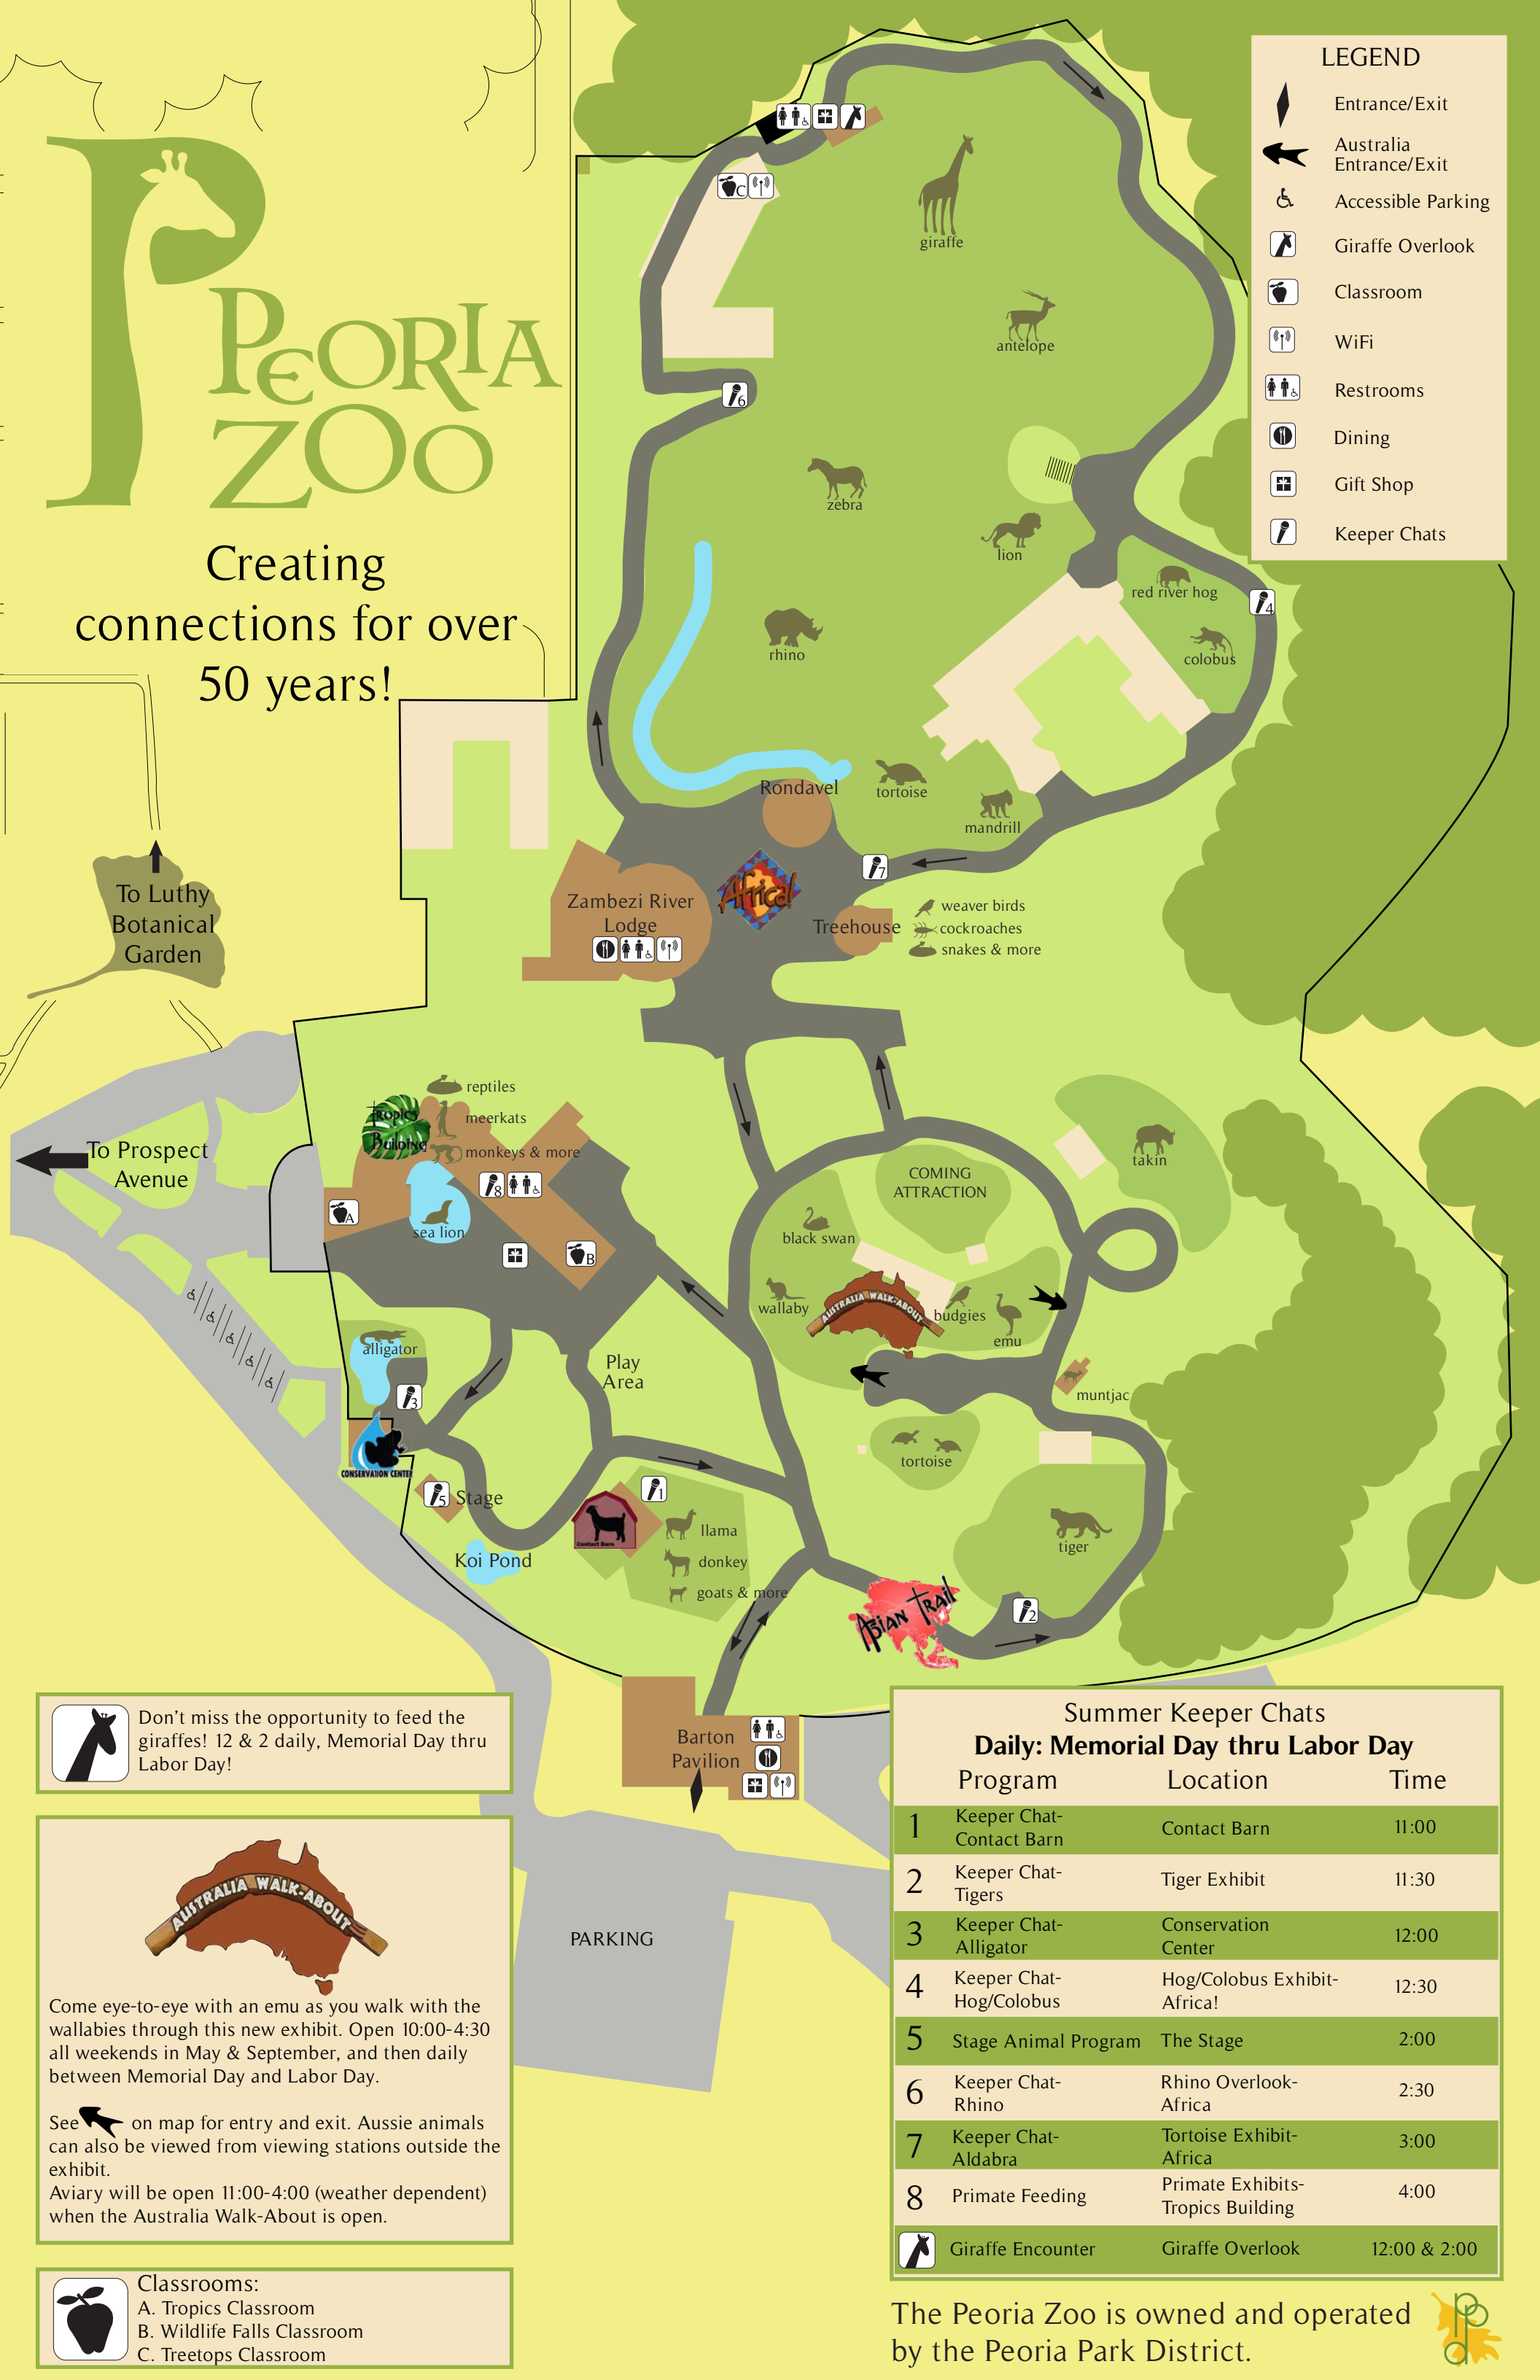 PEORIA
ZOO
Creating
connections for over
50 years!
LEGEND
Entrance/Exit
Australia
Entrance/Exit
Accessible Parking
Giraffe Overlook
Classroom
WiFi
Restrooms
Dining
Gift Shop
Keeper Chats
C
giraffe
antelope
6
zebra
lion
red river hog
4
colobus
rhino
Rondavel
tortoise
mandrill
7
Africa!
Zambezi River
Lodge
Treehouse
weaver birds
cockroaches
snakes & more
To Luthy
Botanical
Garden
To Prospect
Avenue
reptiles
Tropics
Building
meerkats
monkeys & more
8
A
sea lion
B
COMING
ATTRACTION
takin
black swan
wallaby
AUSTRALIA WALK-ABOUT
budgies
emu
muntjac
alligator
3
Play
Area
CONSERVATION CENTER
5
Stage
Koi Pond
1
Contact Barn
llama
donkey
goats & more
tortoise
tiger
Asian Trail
2
Barton
Pavilion
PARKING
Don't miss the opportunity to feed the
giraffes! 12 & 2 daily, Memorial Day thru
Labor Day!
AUSTRALIA WALK-ABOUT
Come eye-to-eye with an emu as you walk with the
wallabies through this new exhibit. Open 10:00-4:30
all weekends in May & September, and then daily
between Memorial Day and Labor Day.
See on map for entry and exit. Aussie animals
can also be viewed from viewing stations outside the
exhibit.
Aviary will be open 11:00-4:00 (weather dependent)
when the Australia Walk-About is open.
Classrooms:
A. Tropics Classroom
B. Wildlife Falls Classroom
C. Treetops Classroom
Summer Keeper Chats
Daily: Memorial Day thru Labor Day
Program Location Time
1 Keeper Chat-
Contact Barn Contact Barn 11:00
2 Keeper Chat-
Tigers Tiger Exhibit 11:30
3 Keeper Chat-
Alligator Conservation
Center 12:00
4 Keeper Chat-
Hog/Colobus Hog/Colobus Exhibit-
Africa! 12:30
5 Stage Animal Program The Stage 2:00
6 Keeper Chat-
Rhino Rhino Overlook-
Africa 2:30
7 Keeper Chat-
Aldabra Tortoise Exhibit-
Africa 3:00
8 Primate Feeding Primate Exhibits-
Tropics Building 4:00
Giraffe Encounter Giraffe Overlook 12:00 & 2:00
The Peoria Zoo is owned and operated
by the Peoria Park District.
ppd